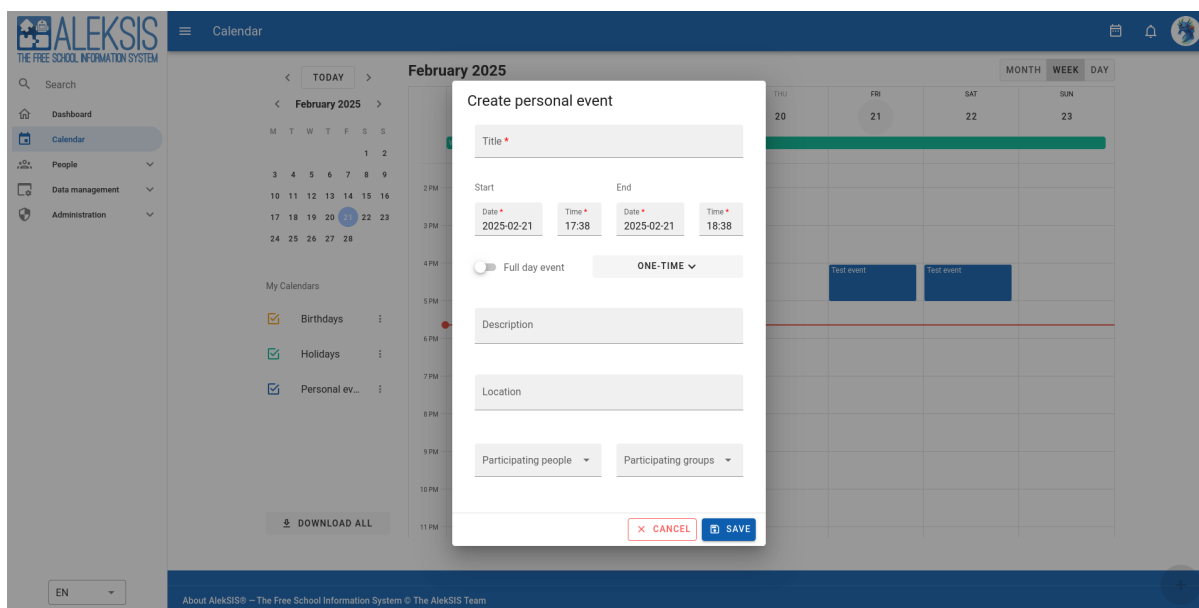 ALEKSIS
THE FREE SCHOOL INFORMATION SYSTEM
Calendar
Search
Dashboard
Calendar
People
Data management
Administration
EN
TODAY
February 2025
M T W T F S S
1 2
3 4 5 6 7 8 9
10 11 12 13 14 15 16
17 18 19 20 21 22 23
24 25 26 27 28
My Calendars
Birthdays
Holidays
Personal ev...
DOWNLOAD ALL
February 2025
MONTH WEEK DAY
THU FRI SAT SUN
20 21 22 23
2 PM
3 PM
4 PM
5 PM
6 PM
7 PM
8 PM
9 PM
10 PM
11 PM
Test event Test event
Create personal event
Title *
Start End
Date * Time * Date * Time *
2025-02-21 17:38 2025-02-21 18:38
Full day event ONE-TIME
Description
Location
Participating people Participating groups
CANCEL SAVE
About AlekSIS® — The Free School Information System © The AlekSIS Team